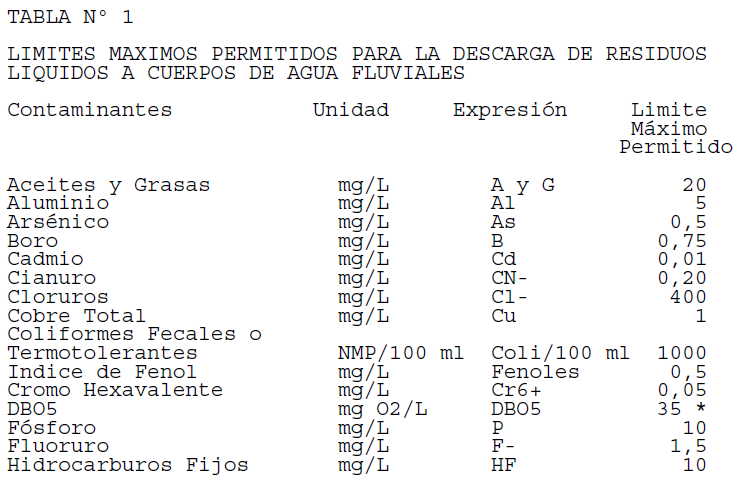 TABLA N° 1
LIMITES MAXIMOS PERMITIDOS PARA LA DESCARGA DE RESIDUOS
LIQUIDOS A CUERPOS DE AGUA FLUVIALES
Contaminantes Unidad Expresión Limite
Máximo
Permitido
Aceites y Grasas mg/L A y G 20
Aluminio mg/L Al 5
Arsénico mg/L As 0,5
Boro mg/L B 0,75
Cadmio mg/L Cd 0,01
Cianuro mg/L CN- 0,20
Cloruros mg/L Cl- 400
Cobre Total mg/L Cu 1
Coliformes Fecales o
Termotolerantes NMP/100 ml Coli/100 ml 1000
Indice de Fenol mg/L Fenoles 0,5
Cromo Hexavalente mg/L Cr6+ 0,05
DBO5 mg O2/L DBO5 35 *
Fósforo mg/L P 10
Fluoruro mg/L F- 1,5
Hidrocarburos Fijos mg/L HF 10